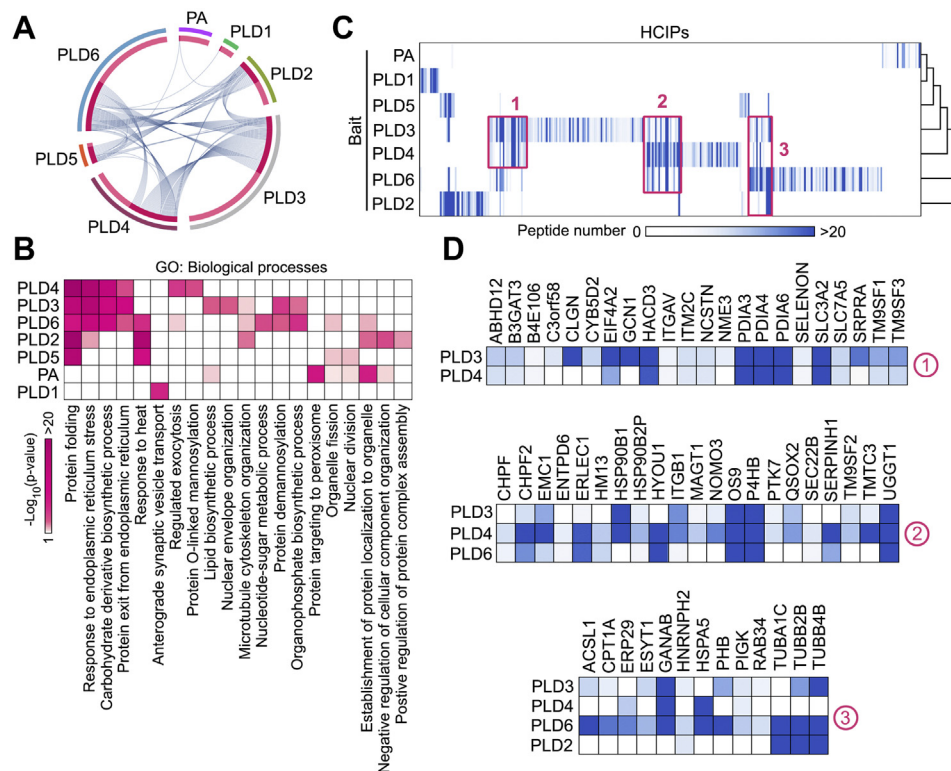 A
PA
PLD1
PLD2
PLD3
PLD4
PLD5
PLD6
B
GO: Biological processes
PLD4
PLD3
PLD6
PLD2
PLD5
PA
PLD1
-Log10(p-value)
>20
1
Protein folding
Response to endoplasmic reticulum stress
Carbohydrate derivative biosynthetic process
Protein exit from endoplasmic reticulum
Response to heat
Anterograde synaptic vesicle transport
Regulated exocytosis
Protein O-linked mannosylation
Lipid biosynthetic process
Nuclear envelope organization
Microtubule cytoskeleton organization
Nucleotide-sugar metabolic process
Protein demannosylation
Organophosphate biosynthetic process
Protein targeting to peroxisome
Organelle fission
Nuclear division
Establishment of protein localization to organelle
Negative regulation of cellular component organization
Postive regulation of protein complex assembly
C
HCIPs
Bait
PA
PLD1
PLD5
PLD3
PLD4
PLD6
PLD2
1
2
3
Peptide number 0 >20
D
ABHD12
B3GAT3
B4E106
C3orf58
CLGN
CYB5D2
EIF4A2
GCN1
HACD3
ITGAV
ITM2C
NCSTN
NME3
PDIA3
PDIA4
PDIA6
SELENON
SLC3A2
SLC7A5
SRPRA
TM9SF1
TM9SF3
PLD3
PLD4
1
CHPF
CHPF2
EMC1
ENTPD6
ERLEC1
HM13
HSP90B1
HSP90B2P
HYOU1
ITGB1
MAGT1
NOMO3
OS9
P4HB
PTK7
QSOX2
SEC22B
SERPINH1
TM9SF2
TMTC3
UGGT1
PLD3
PLD4
PLD6
2
ACSL1
CPT1A
ERP29
ESYT1
GANAB
HNRNPH2
HSPA5
PHB
PIGK
RAB34
TUBA1C
TUBB2B
TUBB4B
PLD3
PLD4
PLD6
PLD2
3